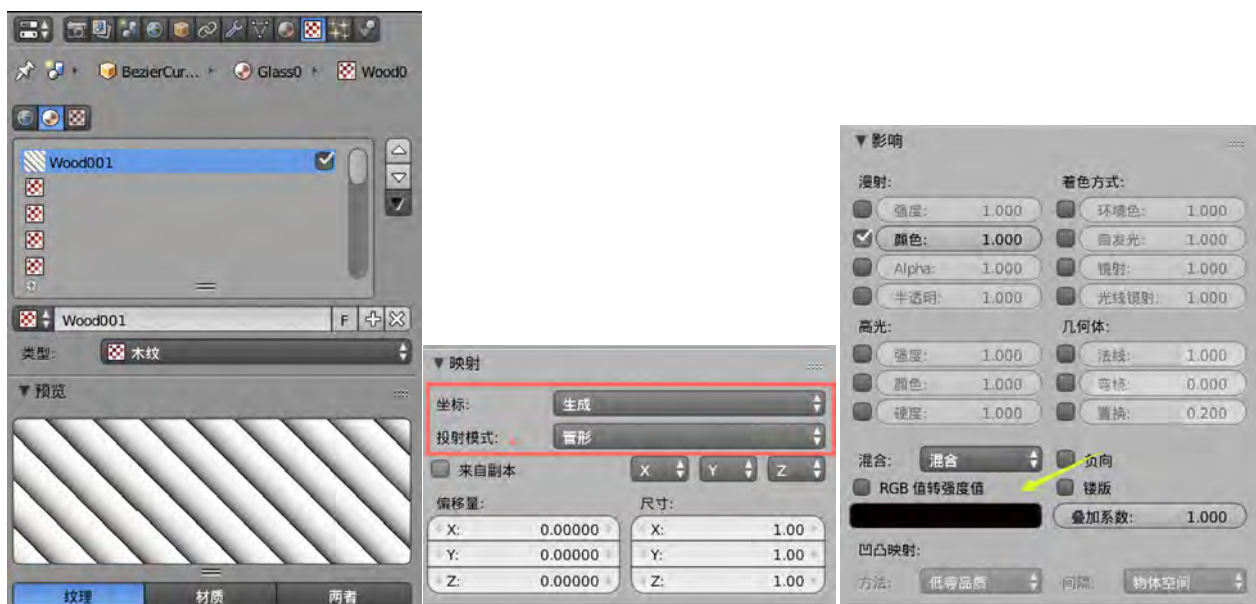 BezierCur...
Glass0
Wood0
Wood001
Wood001
F
类型:
木纹
预览
纹理
材质
两者
映射
坐标:
生成
投射模式:
管形
来自副本
X
Y
Z
偏移量:
尺寸:
X: 0.00000
X: 1.00
Y: 0.00000
Y: 1.00
Z: 0.00000
Z: 1.00
影响
漫射:
着色方式:
强度: 1.000
环境色: 1.000
颜色: 1.000
自发光: 1.000
Alpha: 1.000
镜射: 1.000
半透明: 1.000
光线镜射: 1.000
高光:
几何体:
强度: 1.000
法线: 1.000
颜色: 1.000
0.000
硬度: 1.000
置换: 0.200
混合:
混合
负向
RGB 值转强度值
镂版
叠加系数: 1.000
凹凸映射:
方法:
低等品质
间隔:
物体空间